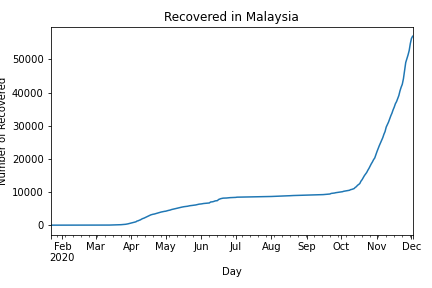 Recovered in Malaysia
Number of Recovered
50000
40000
30000
20000
10000
0
Feb Mar Apr May Jun Jul Aug Sep Oct Nov Dec
2020
Day